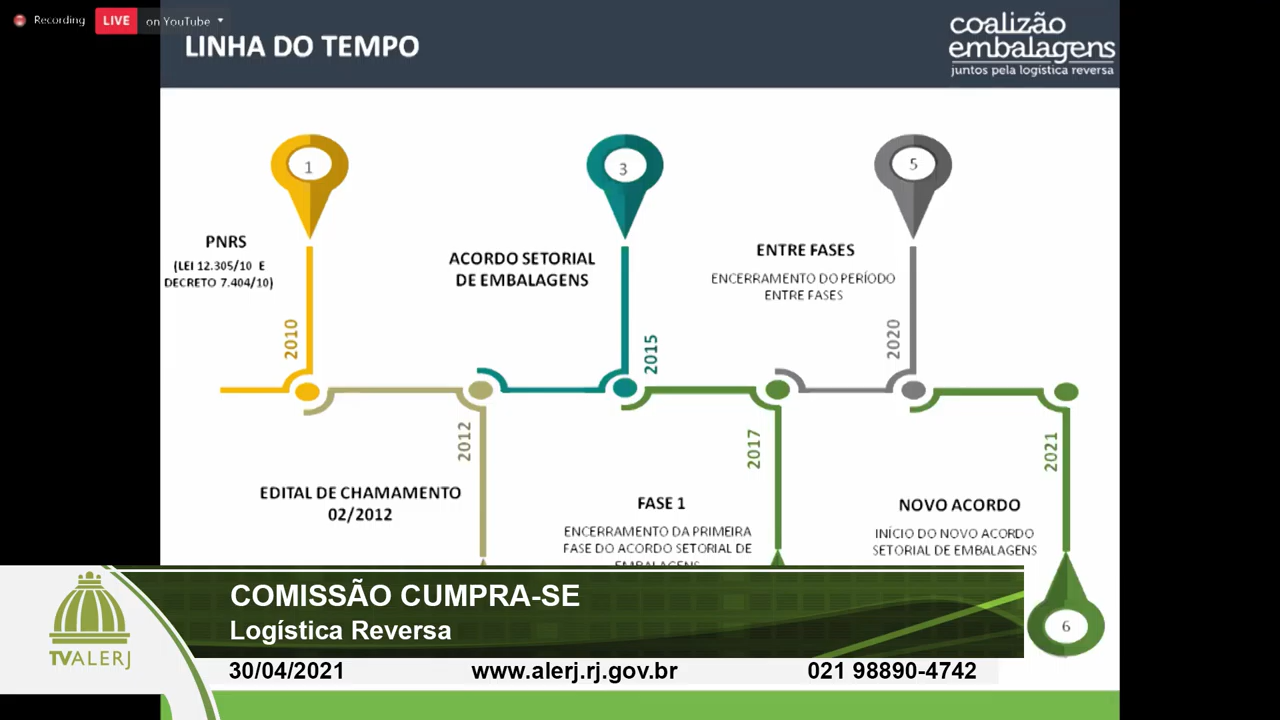 Recording
LIVE
on YouTube
LINHA DO TEMPO
coalizão
embalagens
juntos pela logística reversa
1
3
5
PNRS
(LEI 12.305/10 E
DECRETO 7.404/10)
ACORDO SETORIAL
DE EMBALAGENS
ENTRE FASES
ENCERRAMENTO DO PERÍODO
ENTRE FASES
2010
2015
2020
2012
2017
2021
EDITAL DE CHAMAMENTO
02/2012
FASE 1
ENCERRAMENTO DA PRIMEIRA
FASE DO ACORDO SETORIAL DE
EMBALAGENS
NOVO ACORDO
INÍCIO DO NOVO ACORDO
SETORIAL DE EMBALAGENS
6
COMISSÃO CUMPRA-SE
Logística Reversa
TVALERJ
30/04/2021
www.alerj.rj.gov.br
021 98890-4742